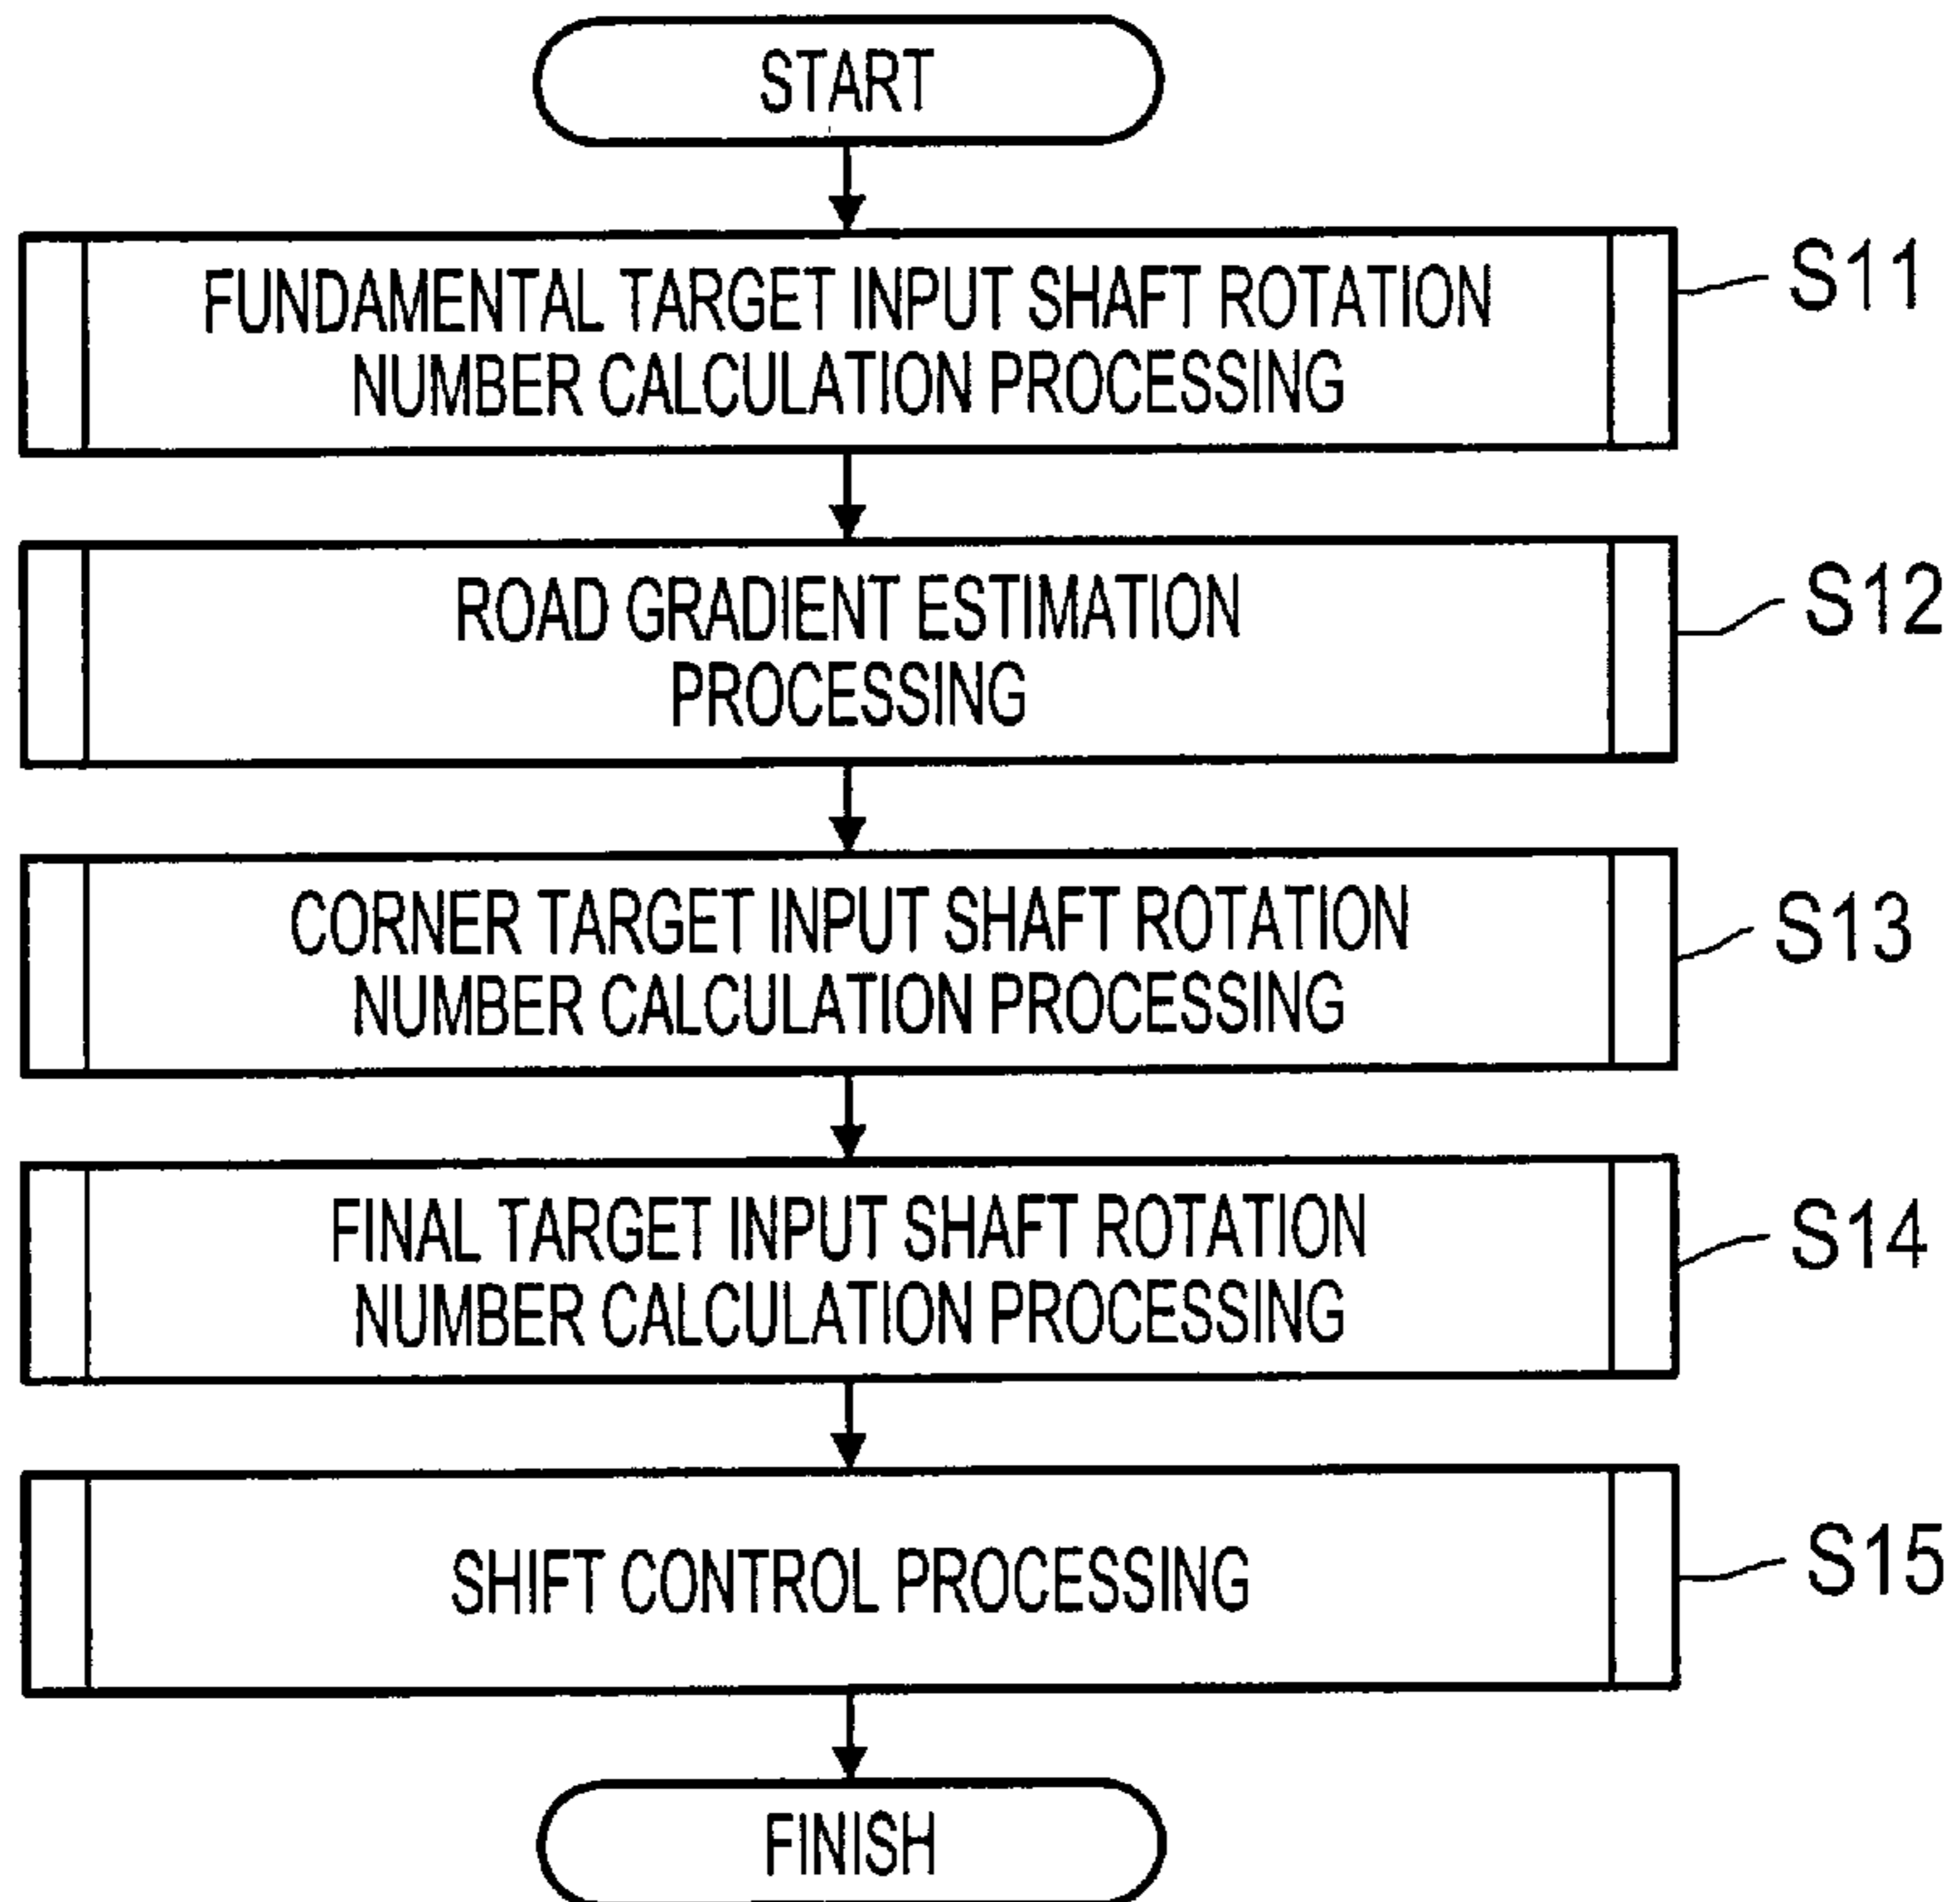 START
FUNDAMENTAL TARGET INPUT SHAFT ROTATION
NUMBER CALCULATION PROCESSING
S11
ROAD GRADIENT ESTIMATION
PROCESSING
S12
CORNER TARGET INPUT SHAFT ROTATION
NUMBER CALCULATION PROCESSING
S13
FINAL TARGET INPUT SHAFT ROTATION
NUMBER CALCULATION PROCESSING
S14
SHIFT CONTROL PROCESSING
S15
FINISH